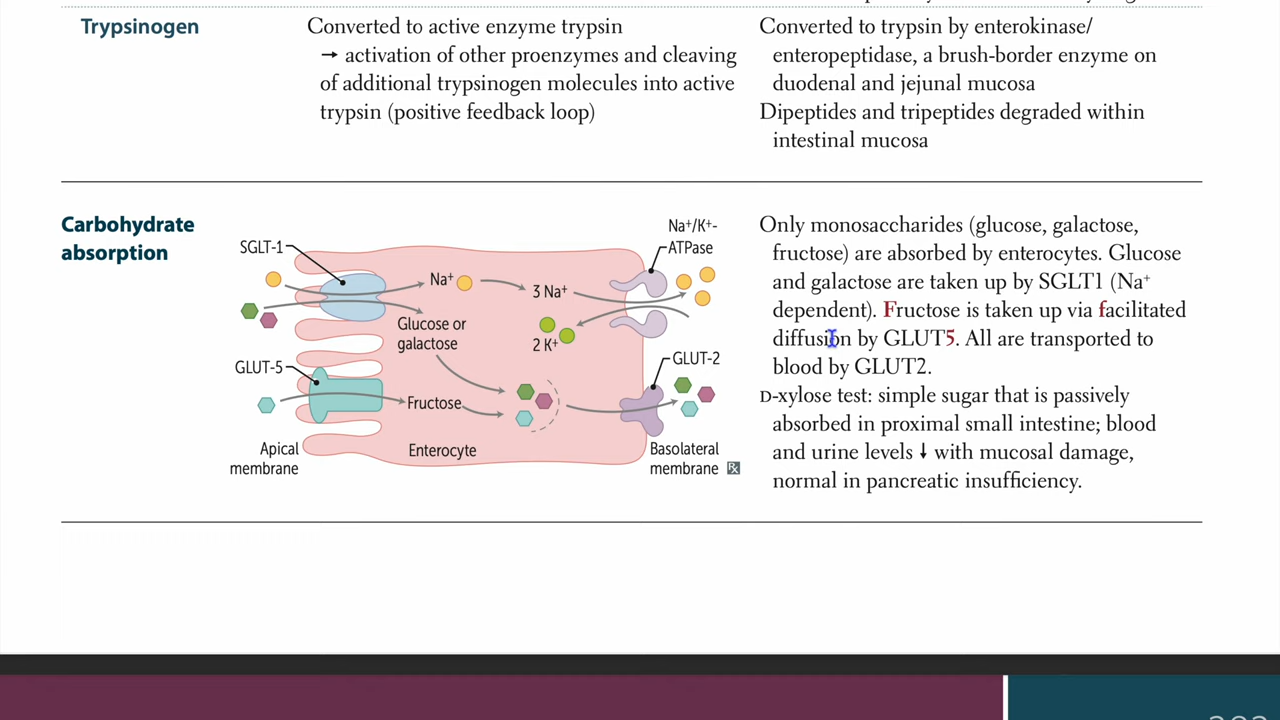 Trypsinogen
Converted to active enzyme trypsin
→ activation of other proenzymes and cleaving
of additional trypsinogen molecules into active
trypsin (positive feedback loop)
Converted to trypsin by enterokinase/
enteropeptidase, a brush-border enzyme on
duodenal and jejunal mucosa
Dipeptides and tripeptides degraded within
intestinal mucosa
Carbohydrate
absorption
SGLT-1
Na⁺
Glucose or
galactose
GLUT-5
Fructose
Apical
membrane
Enterocyte
3 Na⁺
2 K⁺
Na⁺/K⁺-
ATPase
GLUT-2
Basolateral
membrane Rx
Only monosaccharides (glucose, galactose,
fructose) are absorbed by enterocytes. Glucose
and galactose are taken up by SGLT1 (Na⁺
dependent). Fructose is taken up via facilitated
diffusion by GLUT5. All are transported to
blood by GLUT2.
D-xylose test: simple sugar that is passively
absorbed in proximal small intestine; blood
and urine levels ↓ with mucosal damage,
normal in pancreatic insufficiency.